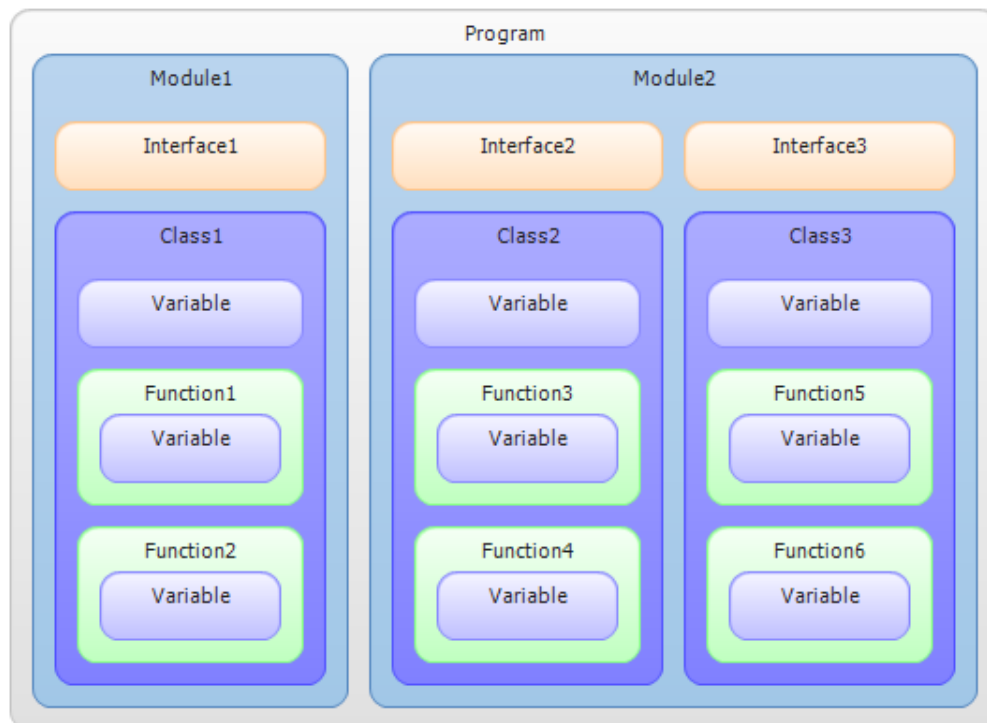 Program
Module1
Module2
Interface1
Interface2
Interface3
Class1
Class2
Class3
Variable
Variable
Variable
Function1
Function3
Function5
Variable
Variable
Variable
Function2
Function4
Function6
Variable
Variable
Variable